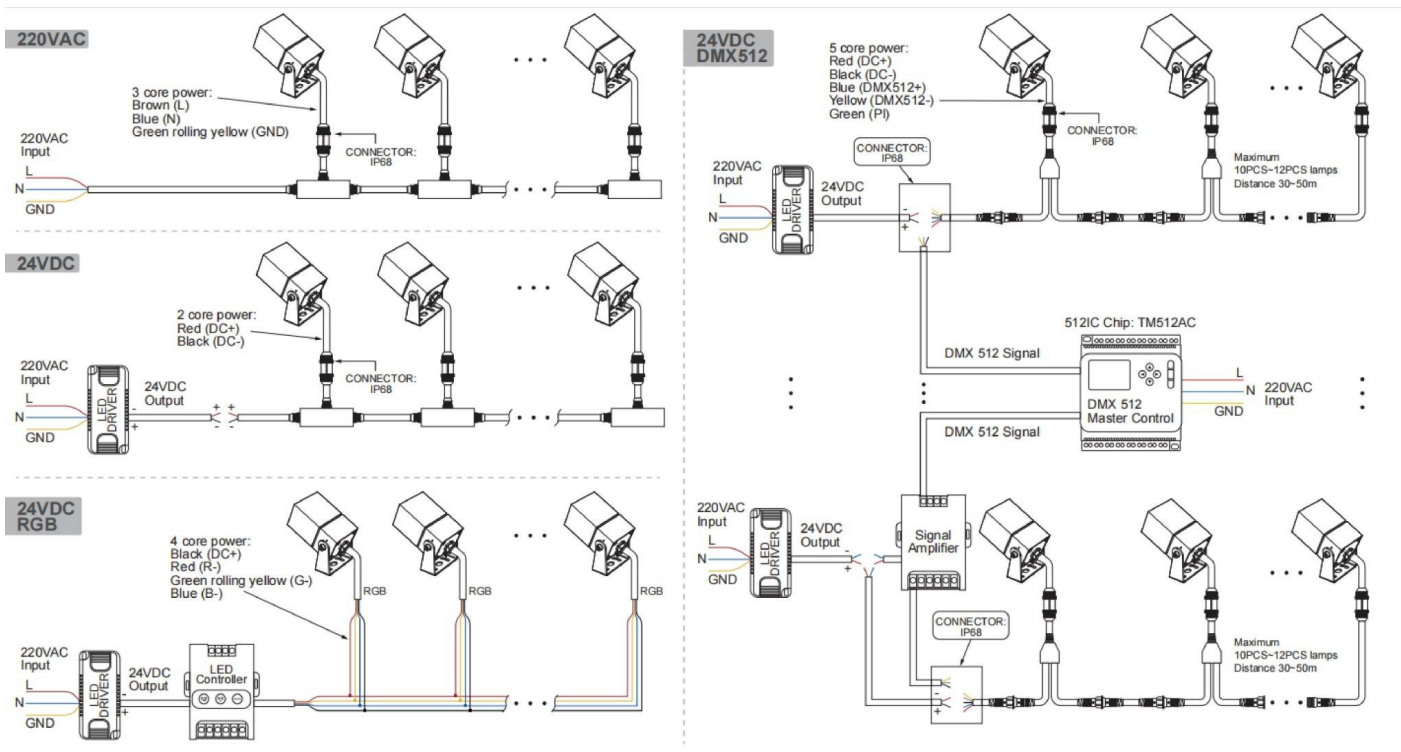 220VAC
3 core power:
Brown (L)
Blue (N)
Green rolling yellow (GND)
CONNECTOR:
IP68
220VAC
Input
L
N
GND
24VDC
2 core power:
Red (DC+)
Black (DC-)
CONNECTOR:
IP68
220VAC
Input
L
N
GND
LED
DRIVER
24VDC
Output
-
+
+ +
- -
24VDC
RGB
4 core power:
Black (DC+)
Red (R-)
Green rolling yellow (G-)
Blue (B-)
RGB
RGB
RGB
220VAC
Input
L
N
GND
LED
DRIVER
24VDC
Output
-
+
LED
Controller
24VDC
DMX512
5 core power:
Red (DC+)
Black (DC-)
Blue (DMX512+)
Yellow (DMX512-)
Green (PI)
CONNECTOR:
IP68
CONNECTOR:
IP68
Maximum
10PCS~12PCS lamps
Distance 30~50m
220VAC
Input
L
N
GND
LED
DRIVER
24VDC
Output
-
+
512IC Chip: TM512AC
DMX 512 Signal
DMX 512
Master Control
L
N
GND
220VAC
Input
DMX 512 Signal
220VAC
Input
L
N
GND
LED
DRIVER
24VDC
Output
-
+
Signal
Amplifier
CONNECTOR:
IP68
-
+
Maximum
10PCS~12PCS lamps
Distance 30~50m